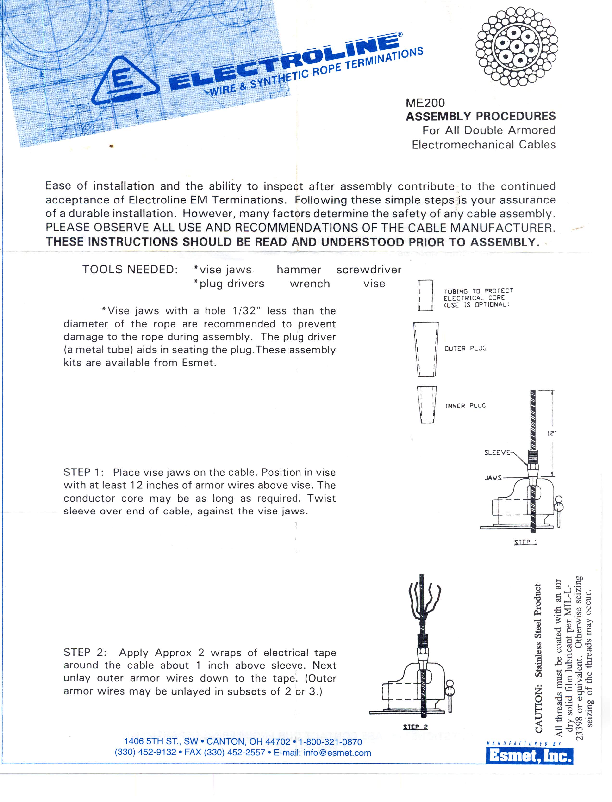 ELECTROLINE®
WIRE & SYNTHETIC ROPE TERMINATIONS
ME200
ASSEMBLY PROCEDURES
For All Double Armored
Electromechanical Cables
Ease of installation and the ability to inspect after assembly contribute to the continued
acceptance of Electroline EM Terminations. Following these simple steps is your assurance
of a durable installation. However, many factors determine the safety of any cable assembly.
PLEASE OBSERVE ALL USE AND RECOMMENDATIONS OF THE CABLE MANUFACTURER.
THESE INSTRUCTIONS SHOULD BE READ AND UNDERSTOOD PRIOR TO ASSEMBLY.
TOOLS NEEDED: *vise jaws hammer screwdriver
*plug drivers wrench vise
*Vise jaws with a hole 1/32" less than the
diameter of the rope are recommended to prevent
damage to the rope during assembly. The plug driver
(a metal tube) aids in seating the plug.These assembly
kits are available from Esmet.
TUBING TO PROTECT
ELECTRICAL CORE
(USE IS OPTIONAL)
OUTER PLUG
INNER PLUG
12"
SLEEVE
JAWS
STEP 1
STEP 1: Place vise jaws on the cable. Position in vise
with at least 12 inches of armor wires above vise. The
conductor core may be as long as required. Twist
sleeve over end of cable, against the vise jaws.
STEP 2: Apply Approx 2 wraps of electrical tape
around the cable about 1 inch above sleeve. Next
unlay outer armor wires down to the tape. (Outer
armor wires may be unlayed in subsets of 2 or 3.)
STEP 2
CAUTION: Stainless Steel Product
All threads must be coated with an air
dry solid film lubricant per MIL-L-
23398 or equivalent. Otherwise seizing
seizing of the threads may occur.
1406 5TH ST., SW • CANTON, OH 44702 • 1-800-321-0870
(330) 452-9132 • FAX (330) 452-2557 • E mail: info@esmet.com
MANUFACTURED BY
Esmet, Inc.